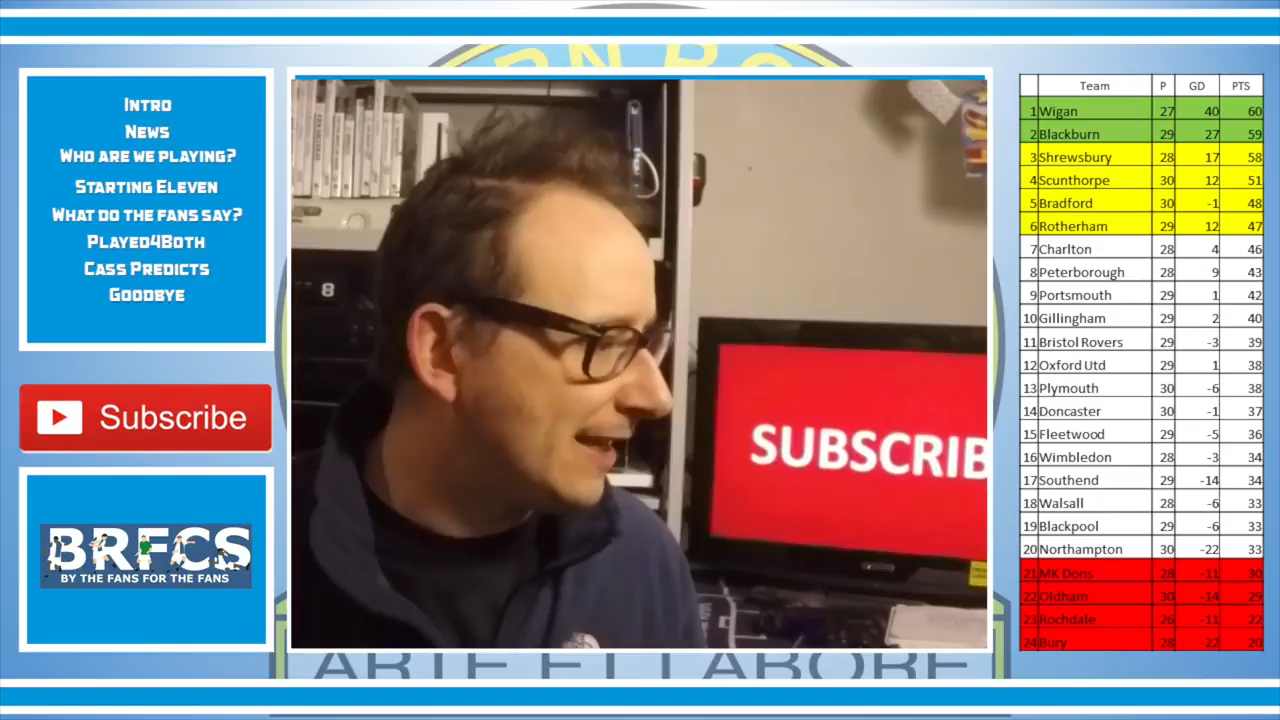 RN RO
INTRO
NEWS
WHO ARE WE PLAYING?
STARTING ELEVEN
WHAT DO THE FANS SAY?
PLAYED4BOTH
CASS PREDICTS
GOODBYE
Subscribe
BRFCS
BY THE FANS FOR THE FANS
8
SUBSCRIB
ARTE ET LABORE
Team P GD PTS
1 Wigan 27 40 60
2 Blackburn 29 27 59
3 Shrewsbury 28 17 58
4 Scunthorpe 30 12 51
5 Bradford 30 -1 48
6 Rotherham 29 12 47
7 Charlton 28 4 46
8 Peterborough 28 9 43
9 Portsmouth 29 1 42
10 Gillingham 29 2 40
11 Bristol Rovers 29 -3 39
12 Oxford Utd 29 1 38
13 Plymouth 30 -6 38
14 Doncaster 30 -1 37
15 Fleetwood 29 -5 36
16 Wimbledon 28 -3 34
17 Southend 29 -14 34
18 Walsall 28 -6 33
19 Blackpool 29 -6 33
20 Northampton 30 -22 33
21 MK Dons 28 -11 30
22 Oldham 30 -14 29
23 Rochdale 26 -11 22
24 Bury 28 -22 20